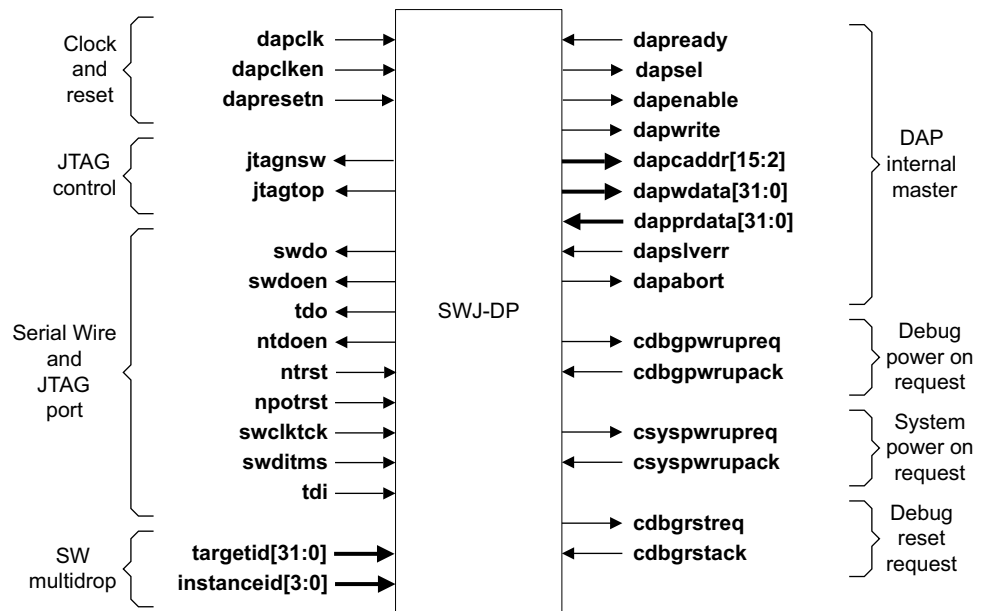 Clock
and
reset
dapclk
dapclken
dapresetn
JTAG
control
jtagnsw
jtagtop
Serial Wire
and
JTAG
port
swdo
swdoen
tdo
ntdoen
ntrst
npotrst
swclktck
swditms
tdi
SW
multidrop
targetid[31:0]
instanceid[3:0]
SWJ-DP
dapready
dapsel
dapenable
dapwrite
dapcaddr[15:2]
dapwdata[31:0]
dapprdata[31:0]
dapslverr
dapabort
DAP
internal
master
cdbgpwrupreq
cdbgpwrupack
Debug
power on
request
csyspwrupreq
csyspwrupack
System
power on
request
cdbgrstreq
cdbgrstack
Debug
reset
request